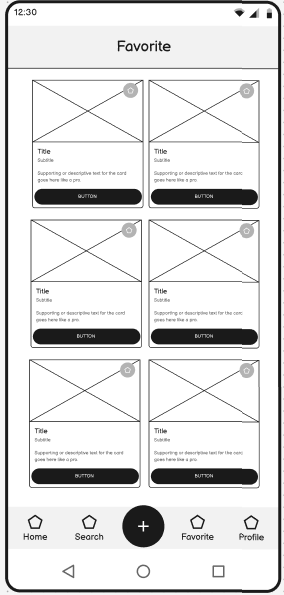 12:30
Favorite
Title
Subtitle
Supporting or descriptive text for the card
goes here like a pro.
BUTTON
Title
Subtitle
Supporting or descriptive text for the card
goes here like a pro.
BUTTON
Title
Subtitle
Supporting or descriptive text for the card
goes here like a pro.
BUTTON
Title
Subtitle
Supporting or descriptive text for the card
goes here like a pro.
BUTTON
Title
Subtitle
Supporting or descriptive text for the card
goes here like a pro.
BUTTON
Title
Subtitle
Supporting or descriptive text for the card
goes here like a pro.
BUTTON
Home Search + Favorite Profile